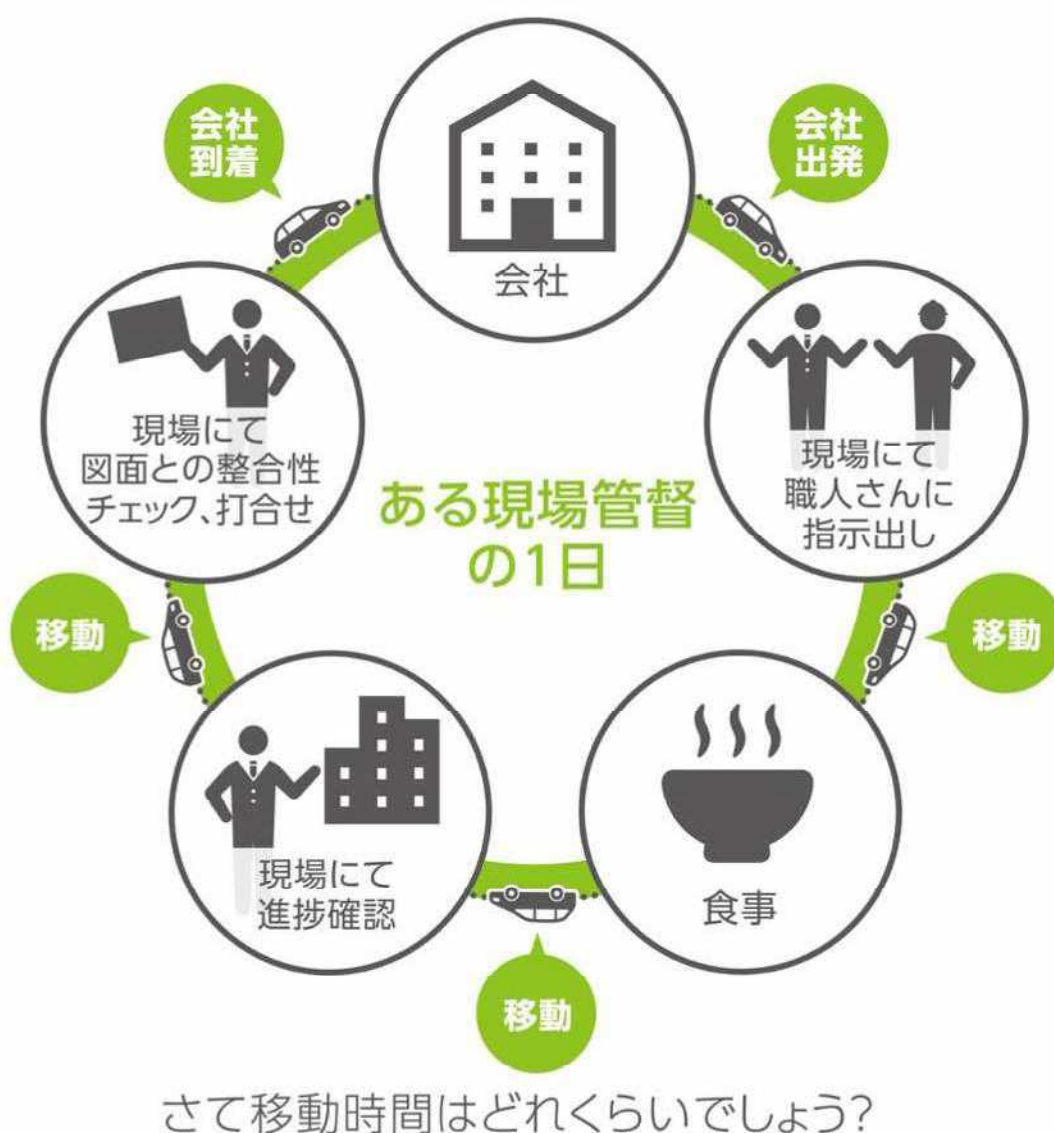 会社
到着
会社
出発
会社
現場にて
図面との整合性
チェック、打合せ
現場にて
職人さんに
指示出し
ある現場管督
の1日
移動
移動
現場にて
進捗確認
食事
移動
さて移動時間はどれくらいでしょう?